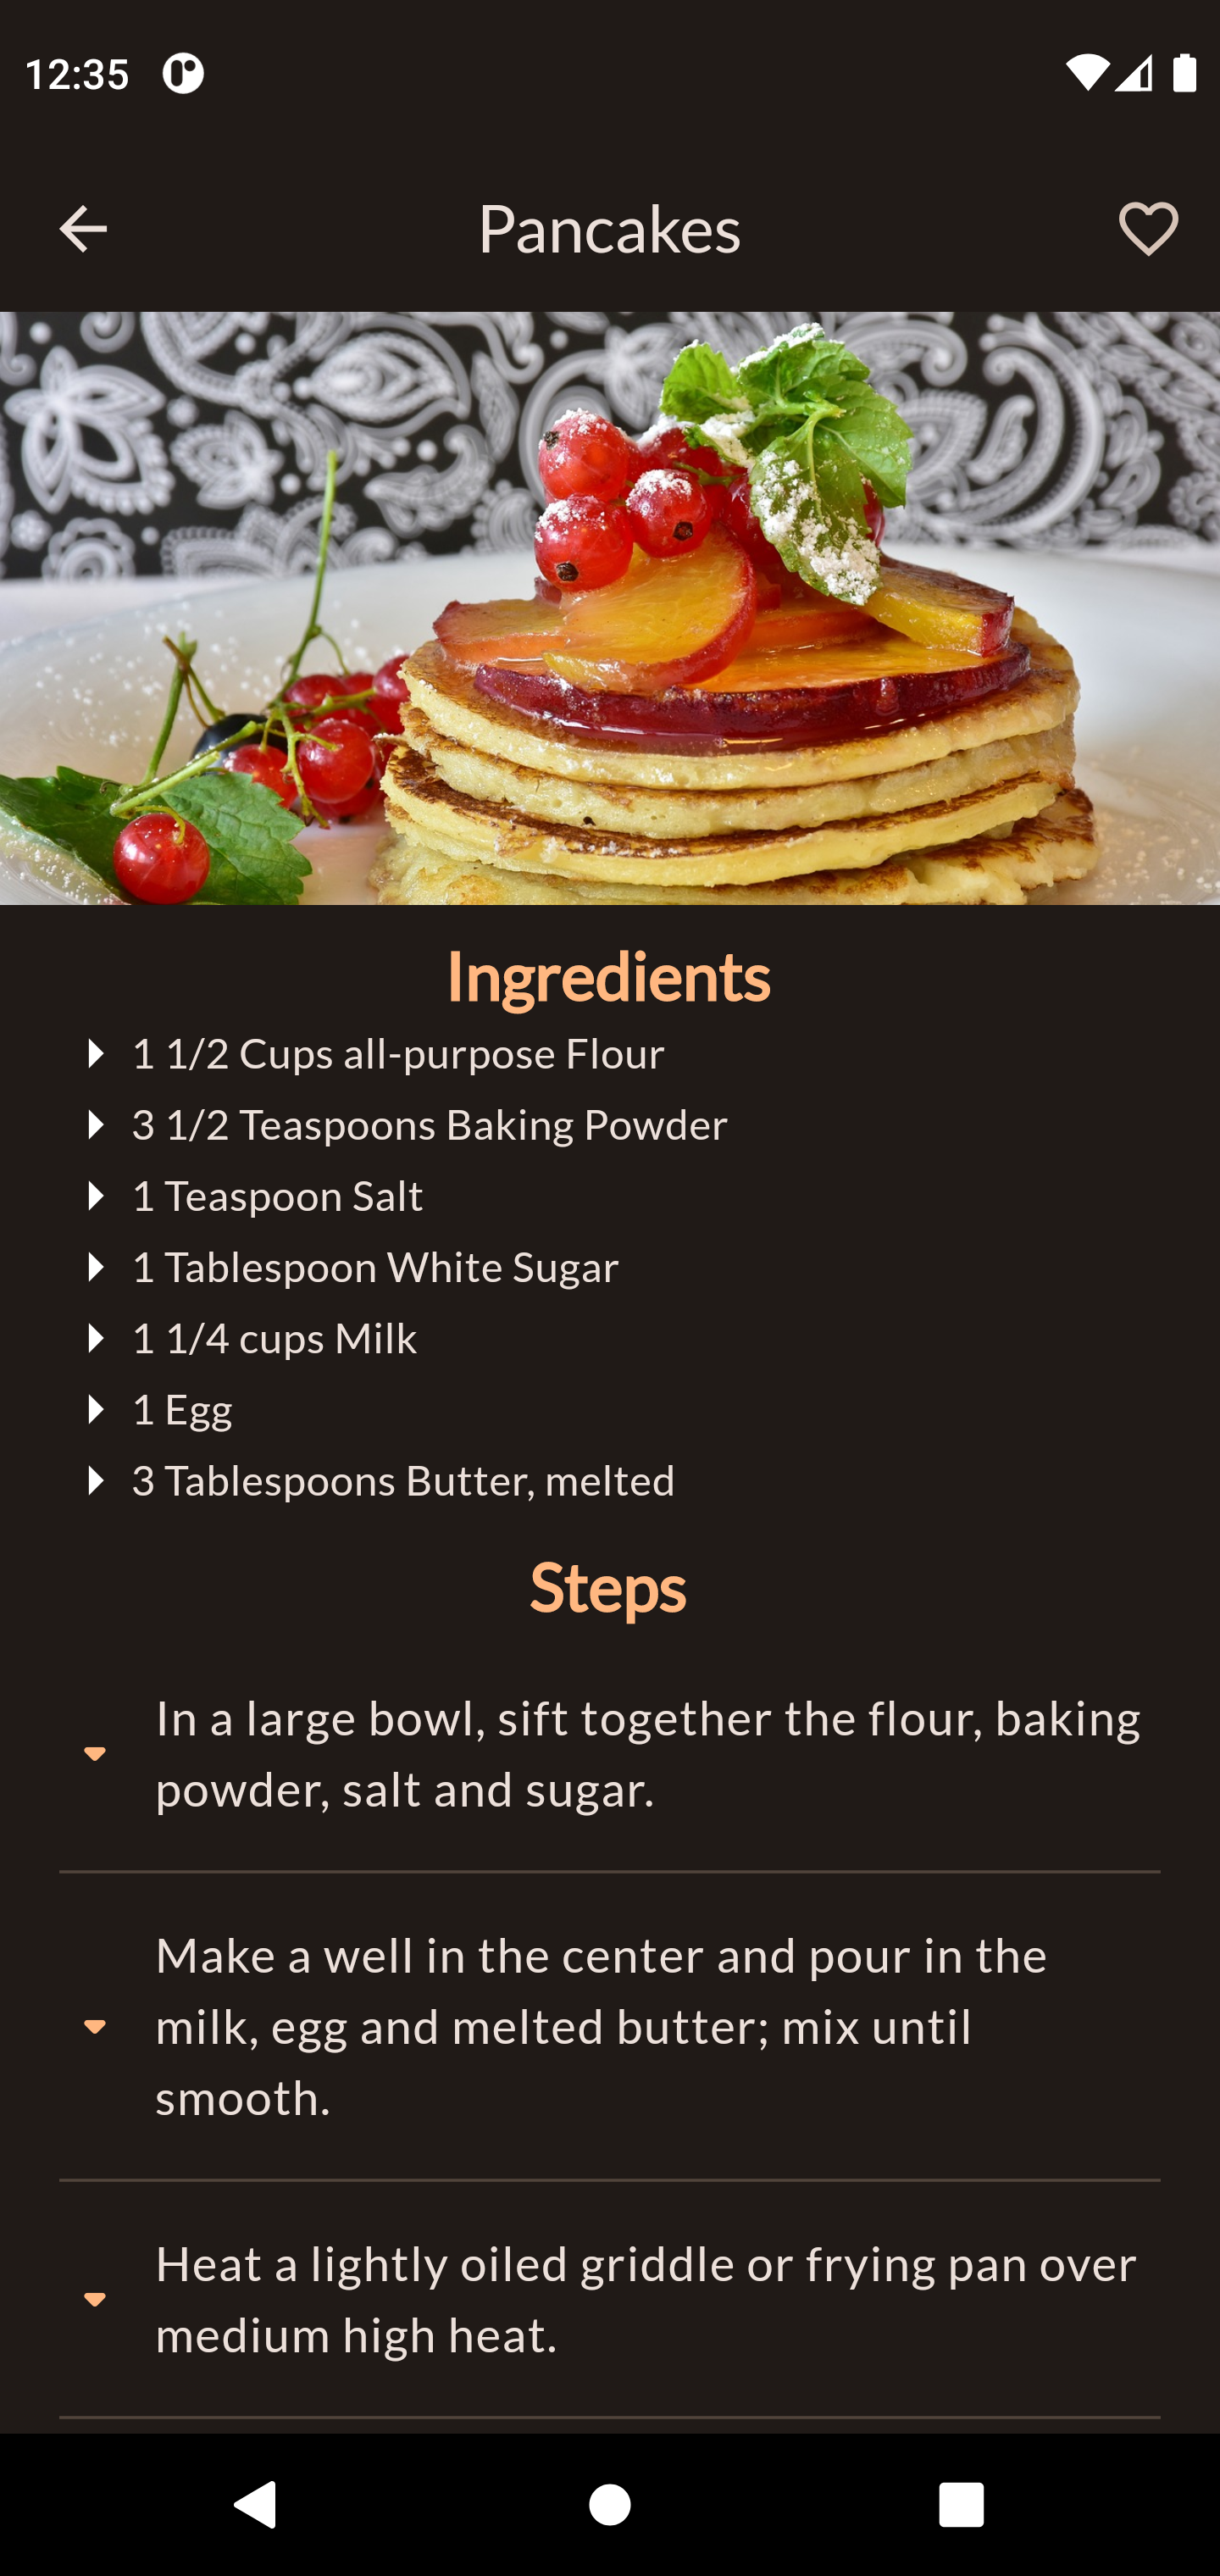 12:35
Pancakes
Ingredients
1 1/2 Cups all-purpose Flour
3 1/2 Teaspoons Baking Powder
1 Teaspoon Salt
1 Tablespoon White Sugar
1 1/4 cups Milk
1 Egg
3 Tablespoons Butter, melted
Steps
In a large bowl, sift together the flour, baking
powder, salt and sugar.
Make a well in the center and pour in the
milk, egg and melted butter; mix until
smooth.
Heat a lightly oiled griddle or frying pan over
medium high heat.